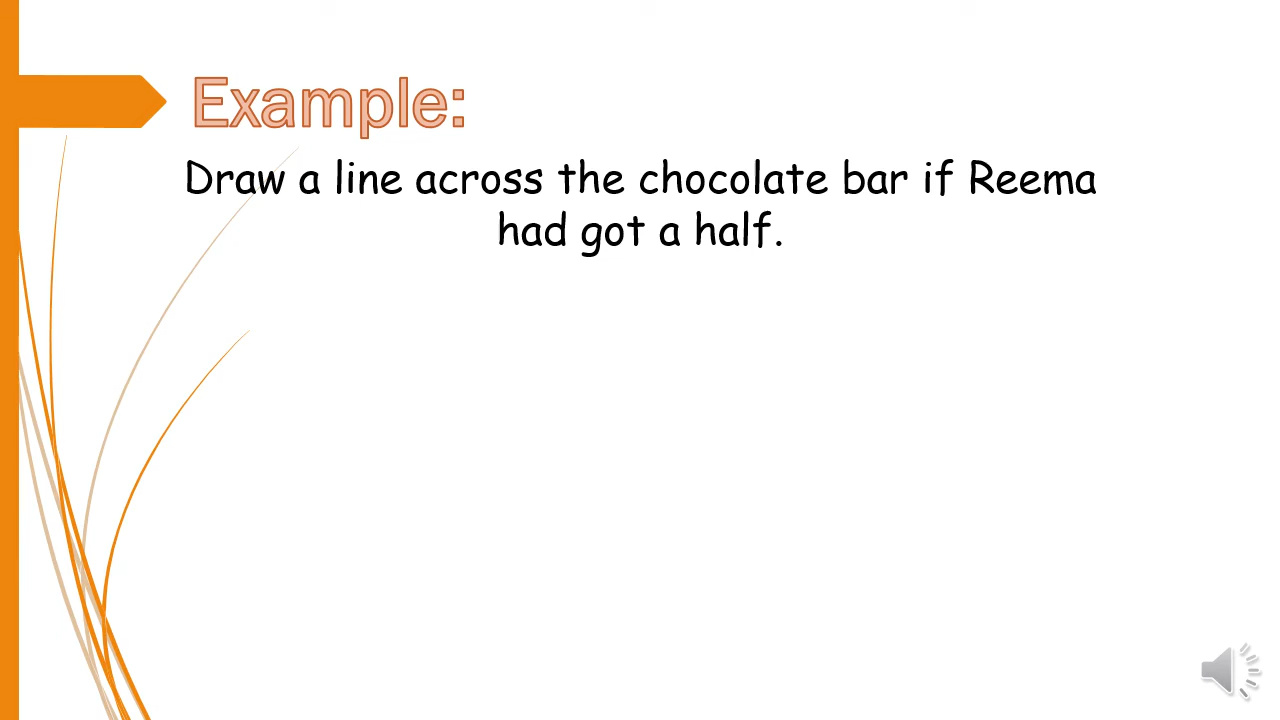 Example:
Draw a line across the chocolate bar if Reema
had got a half.